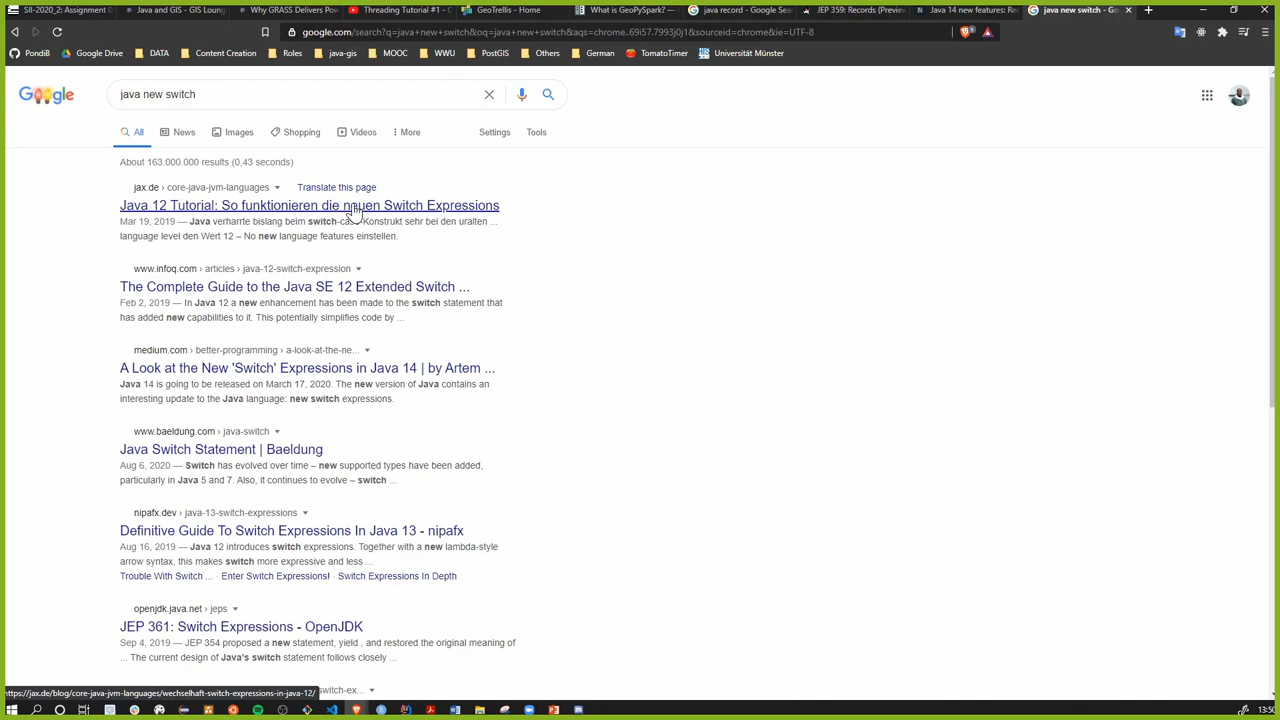 SII-2020_2: Assignment
Java and GIS - GIS Loung
Why GRASS Delivers Pow
Threading Tutorial #1 - C
GeoTrellis - Home
What is GeoPySpark? —
java record - Google Sea
JEP 359: Records (Preview
Java 14 new features: Rec
java new switch - Goo
google.com/search?q=java+new+switch&oq=java+new+switch&aqs=chrome..69i57.7993j0j1&sourceid=chrome&ie=UTF-8
PondiB
Google Drive
DATA
Content Creation
Roles
java-gis
MOOC
WWU
PostGIS
Others
German
TomatoTimer
Universität Münster
Google
java new switch
All
News
Images
Shopping
Videos
More
Settings
Tools
About 163.000.000 results (0,43 seconds)
jax.de › core-java-jvm-languages
Translate this page
Java 12 Tutorial: So funktionieren die neuen Switch Expressions
Mar 19, 2019 — Java verharrte bislang beim switch-case-Konstrukt sehr bei den uralten ...
language level den Wert 12 – No new language features einstellen.
www.infoq.com › articles › java-12-switch-expression
The Complete Guide to the Java SE 12 Extended Switch ...
Feb 2, 2019 — In Java 12 a new enhancement has been made to the switch statement that
has added new capabilities to it. This potentially simplifies code by ...
medium.com › better-programming › a-look-at-the-ne...
A Look at the New 'Switch' Expressions in Java 14 | by Artem ...
Java 14 is going to be released on March 17, 2020. The new version of Java contains an
interesting update to the Java language: new switch expressions.
www.baeldung.com › java-switch
Java Switch Statement | Baeldung
Aug 6, 2020 — Switch has evolved over time – new supported types have been added,
particularly in Java 5 and 7. Also, it continues to evolve – switch ...
nipafx.dev › java-13-switch-expressions
Definitive Guide To Switch Expressions In Java 13 - nipafx
Aug 16, 2019 — Java 12 introduces switch expressions. Together with a new lambda-style
arrow syntax, this makes switch more expressive and less ...
Trouble With Switch ... · Enter Switch Expressions! · Switch Expressions In Depth
openjdk.java.net › jeps
JEP 361: Switch Expressions - OpenJDK
Sep 4, 2019 — JEP 354 proposed a new statement, yield , and restored the original meaning of
... The current design of Java's switch statement follows closely ...
https://jax.de/blog/core-java-jvm-languages/wechselhaft-switch-expressions-in-java-12/
switch-ex...
13:50